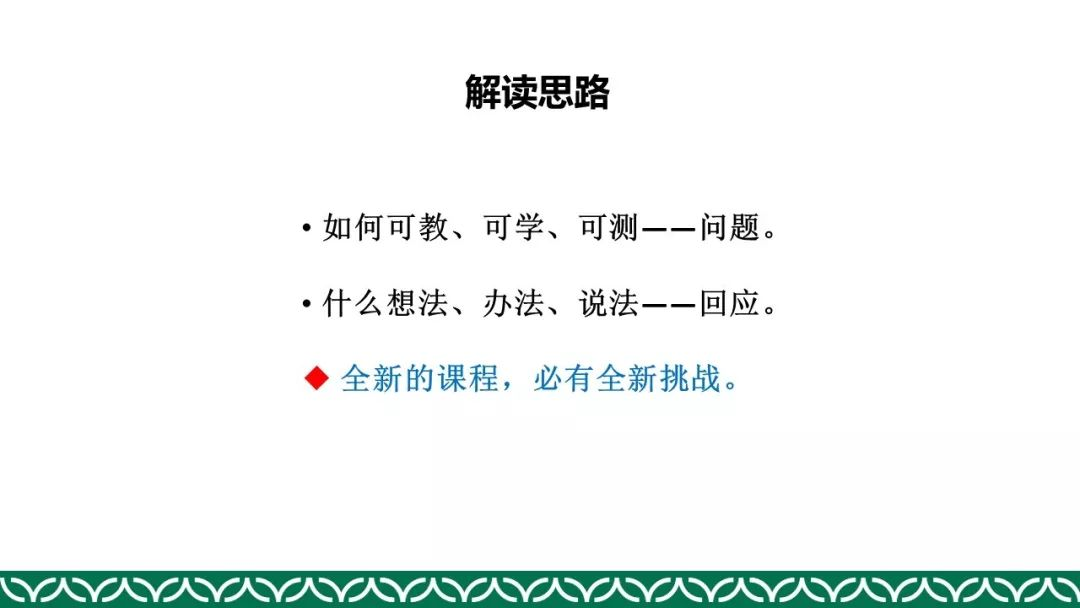 解读思路
• 如何可教、可学、可测——问题。
• 什么想法、办法、说法——回应。
◆ 全新的课程，必有全新挑战。